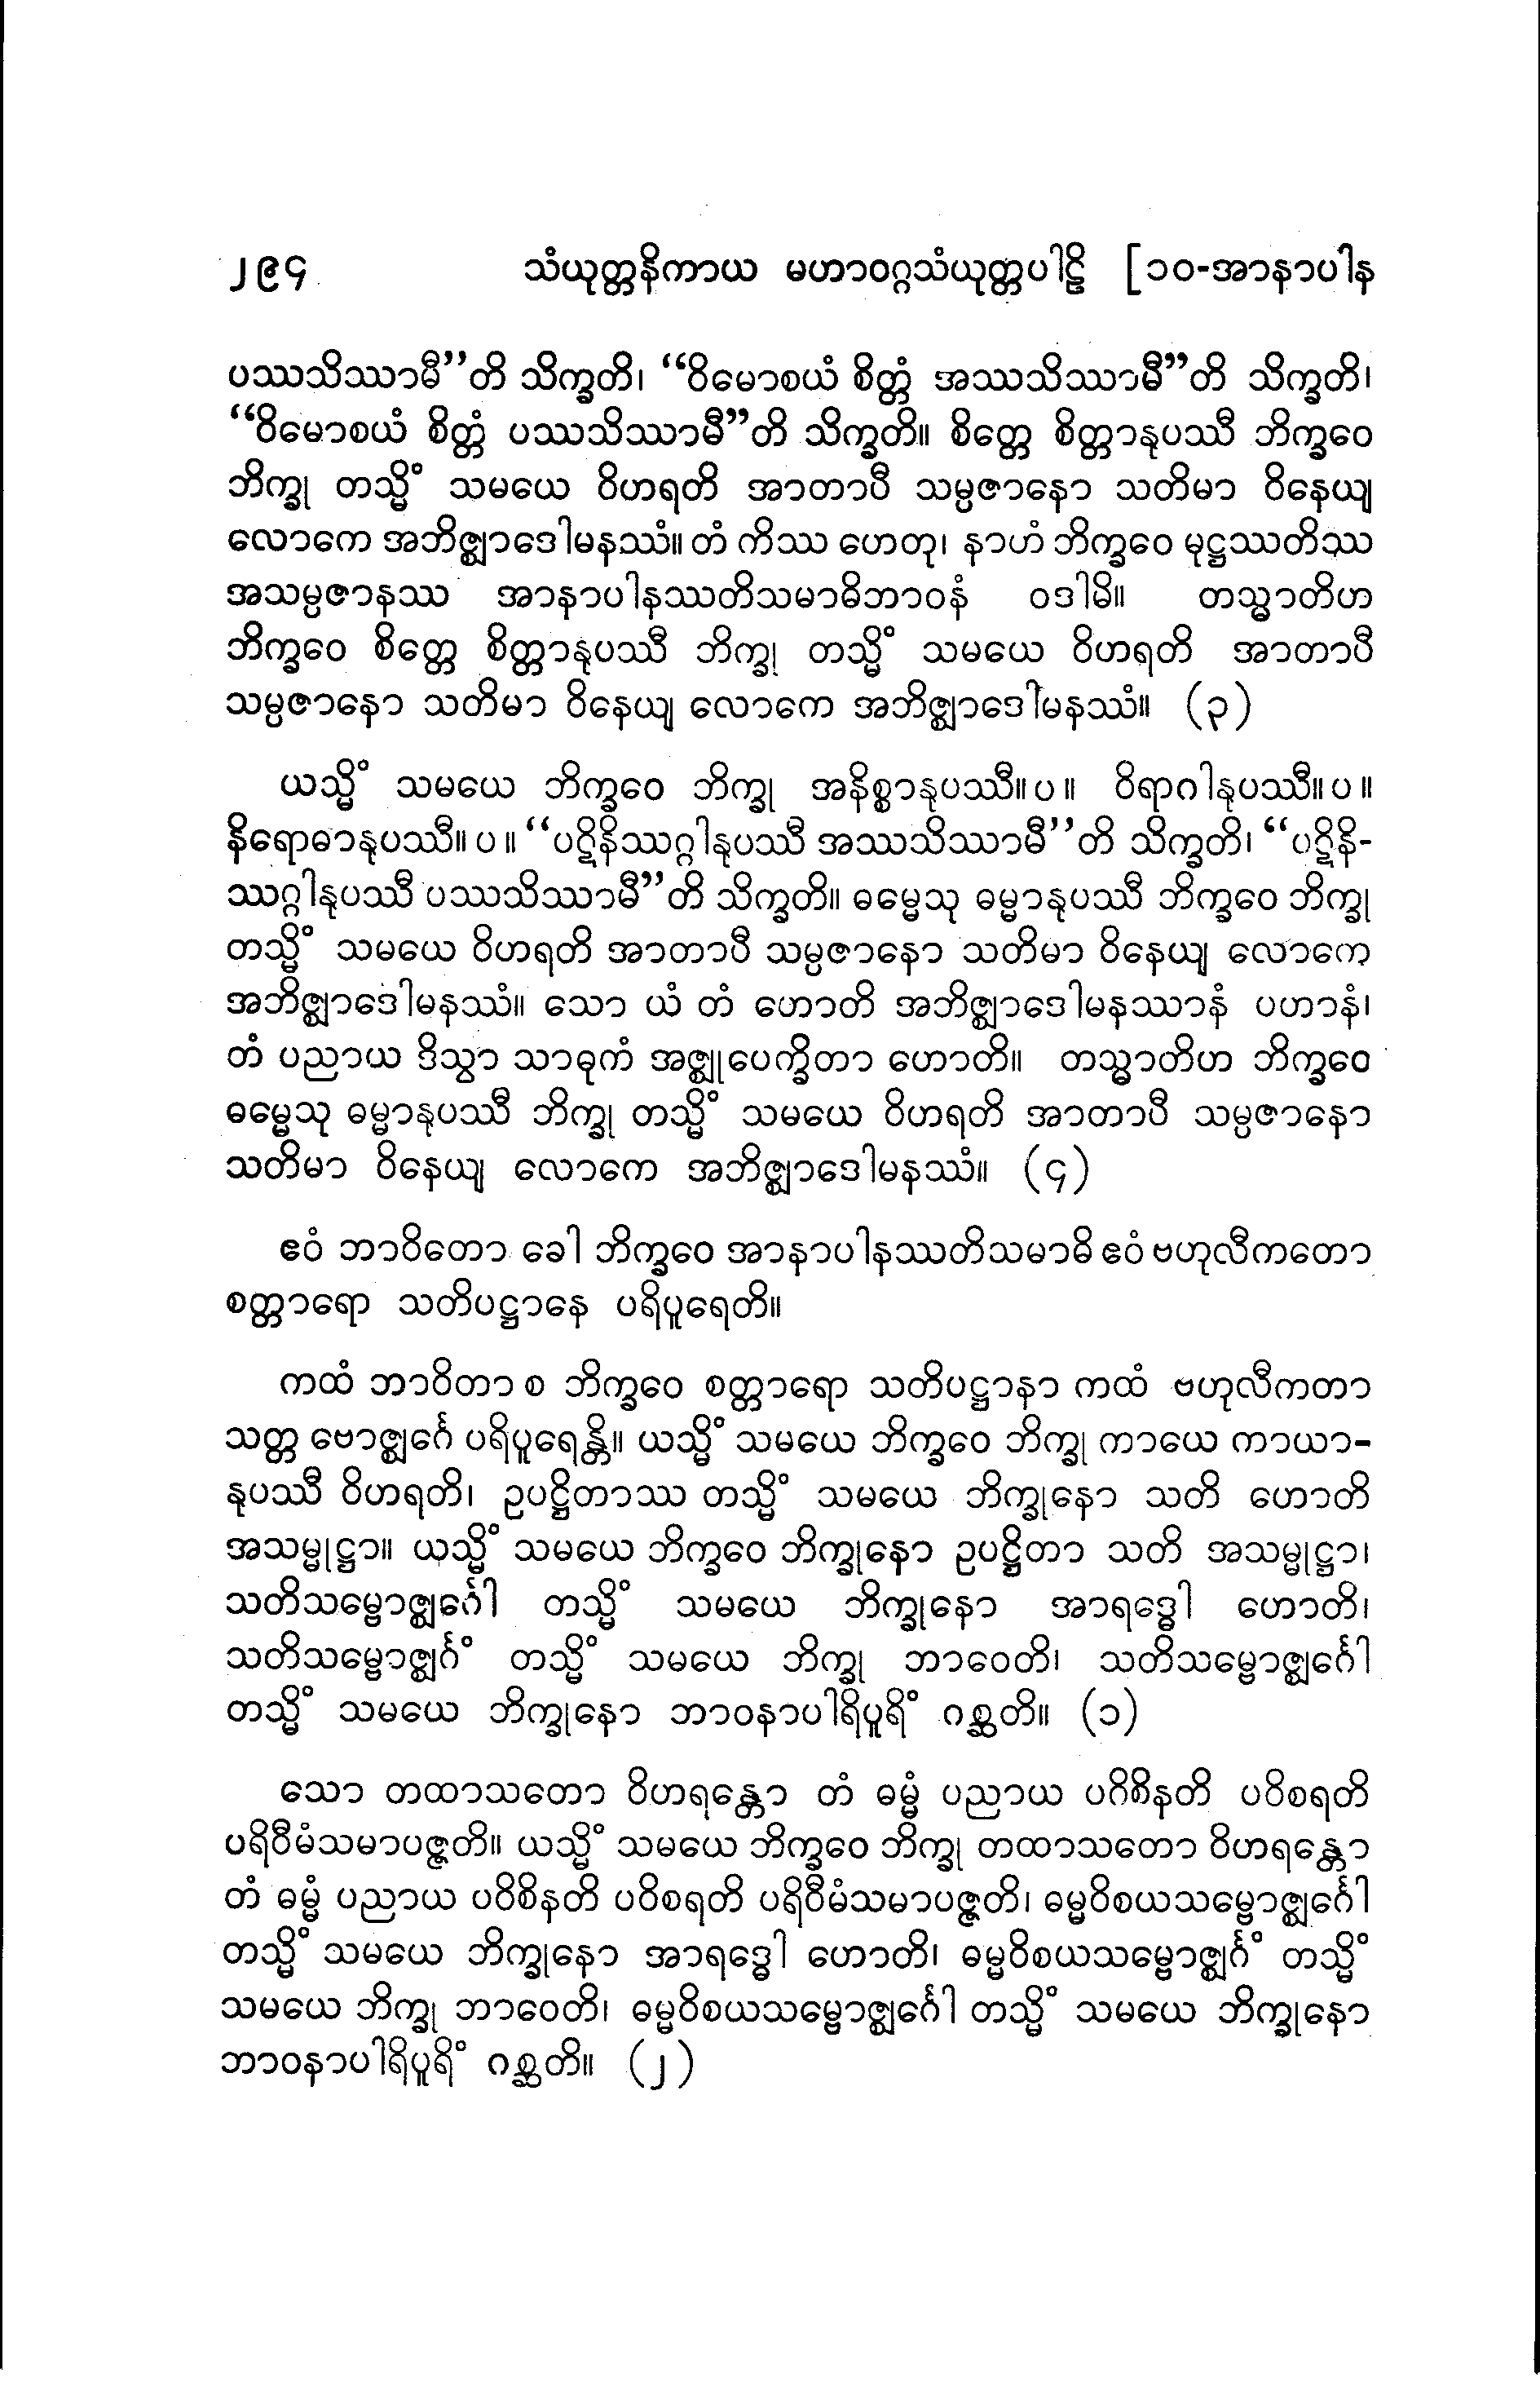 ၂၉၄ သံယုတ္တနိကာယ မဟာဝဂ္ဂသံယုတ္တပါဠိ [၁၀-အာနာပါန
ပဿသိဿာမီ”တိ သိက္ခတိ၊ “ဝိမောစယံ စိတ္တံ အဿသိဿာမီ”တိ သိက္ခတိ၊
“ဝိမောစယံ စိတ္တံ ပဿသိဿာမီ”တိ သိက္ခတိ။ စိတ္တေ စိတ္တာနုပဿီ ဘိက္ခဝေ
ဘိက္ခု တသ္မိံ သမယေ ဝိဟရတိ အာတာပီ သမ္ပဇာနော သတိမာ ဝိနေယျ
လောကေ အဘိဇ္ဈာဒေါမနဿံ။ တံ ကိဿ ဟေတု၊ နာဟံ ဘိက္ခဝေ မုဋ္ဌဿတိဿ
အသမ္ပဇာနဿ အာနာပါနဿတိသမာဓိဘာဝနံ ဝဒါမိ။ တသ္မာတိဟ
ဘိက္ခဝေ စိတ္တေ စိတ္တာနုပဿီ ဘိက္ခု တသ္မိံ သမယေ ဝိဟရတိ အာတာပီ
သမ္ပဇာနော သတိမာ ဝိနေယျ လောကေ အဘိဇ္ဈာဒေါမနဿံ။ (၃)
ယသ္မိံ သမယေ ဘိက္ခဝေ ဘိက္ခု အနိစ္စာနုပဿီ။ ပ ။ ဝိရာဂါနုပဿီ။ ပ ။
နိရောဓာနုပဿီ။ ပ ။ “ပဋိနိဿဂ္ဂါနုပဿီ အဿသိဿာမီ”တိ သိက္ခတိ၊ “ပဋိနိ-
ဿဂ္ဂါနုပဿီ ပဿသိဿာမီ”တိ သိက္ခတိ။ ဓမ္မေသု ဓမ္မာနုပဿီ ဘိက္ခဝေ ဘိက္ခု
တသ္မိံ သမယေ ဝိဟရတိ အာတာပီ သမ္ပဇာနော သတိမာ ဝိနေယျ လောကေ
အဘိဇ္ဈာဒေါမနဿံ။ သော ယံ တံ ဟောတိ အဘိဇ္ဈာဒေါမနဿာနံ ပဟာနံ၊
တံ ပညာယ ဒိသွာ သာဓုကံ အဇ္ဈုပေက္ခိတာ ဟောတိ။ တသ္မာတိဟ ဘိက္ခဝေ
ဓမ္မေသု ဓမ္မာနုပဿီ ဘိက္ခု တသ္မိံ သမယေ ဝိဟရတိ အာတာပီ သမ္ပဇာနော
သတိမာ ဝိနေယျ လောကေ အဘိဇ္ဈာဒေါမနဿံ။ (၄)
ဧဝံ ဘာဝိတော ခေါ ဘိက္ခဝေ အာနာပါနဿတိသမာဓိ ဧဝံ ဗဟုလီကတော
စတ္တာရော သတိပဋ္ဌာနေ ပရိပူရေတိ။
ကထံ ဘာဝိတာ စ ဘိက္ခဝေ စတ္တာရော သတိပဋ္ဌာနာ ကထံ ဗဟုလီကတာ
သတ္တ ဗောဇ္ဈင်္ဂေ ပရိပူရေန္တိ။ ယသ္မိံ သမယေ ဘိက္ခဝေ ဘိက္ခု ကာယေ ကာယာ-
နုပဿီ ဝိဟရတိ၊ ဥပဋ္ဌိတာဿ တသ္မိံ သမယေ ဘိက္ခုနော သတိ ဟောတိ
အသမ္မုဋ္ဌာ။ ယသ္မိံ သမယေ ဘိက္ခဝေ ဘိက္ခုနော ဥပဋ္ဌိတာ သတိ အသမ္မုဋ္ဌာ၊
သတိသမ္ဗောဇ္ဈင်္ဂေါ တသ္မိံ သမယေ ဘိက္ခုနော အာရဒ္ဓေါ ဟောတိ၊
သတိသမ္ဗောဇ္ဈင်္ဂံ တသ္မိံ သမယေ ဘိက္ခု ဘာဝေတိ၊ သတိသမ္ဗောဇ္ဈင်္ဂေါ
တသ္မိံ သမယေ ဘိက္ခုနော ဘာဝနာပါရိပူရိံ ဂစ္ဆတိ။ (၁)
သော တထာသတော ဝိဟရန္တော တံ ဓမ္မံ ပညာယ ပဂိစိနတိ ပဝိစရတိ
ပရိဝီမံသမာပဇ္ဇတိ။ ယသ္မိံ သမယေ ဘိက္ခဝေ ဘိက္ခု တထာသတော ဝိဟရန္တော
တံ ဓမ္မံ ပညာယ ပဝိစိနတိ ပဝိစရတိ ပရိဝီမံသမာပဇ္ဇတိ၊ ဓမ္မဝိစယသမ္ဗောဇ္ဈင်္ဂေါ
တသ္မိံ သမယေ ဘိက္ခုနော အာရဒ္ဓေါ ဟောတိ၊ ဓမ္မဝိစယသမ္ဗောဇ္ဈင်္ဂံ တသ္မိံ
သမယေ ဘိက္ခု ဘာဝေတိ၊ ဓမ္မဝိစယသမ္ဗောဇ္ဈင်္ဂေါ တသ္မိံ သမယေ ဘိက္ခုနော
ဘာဝနာပါရိပူရိံ ဂစ္ဆတိ။ (၂)